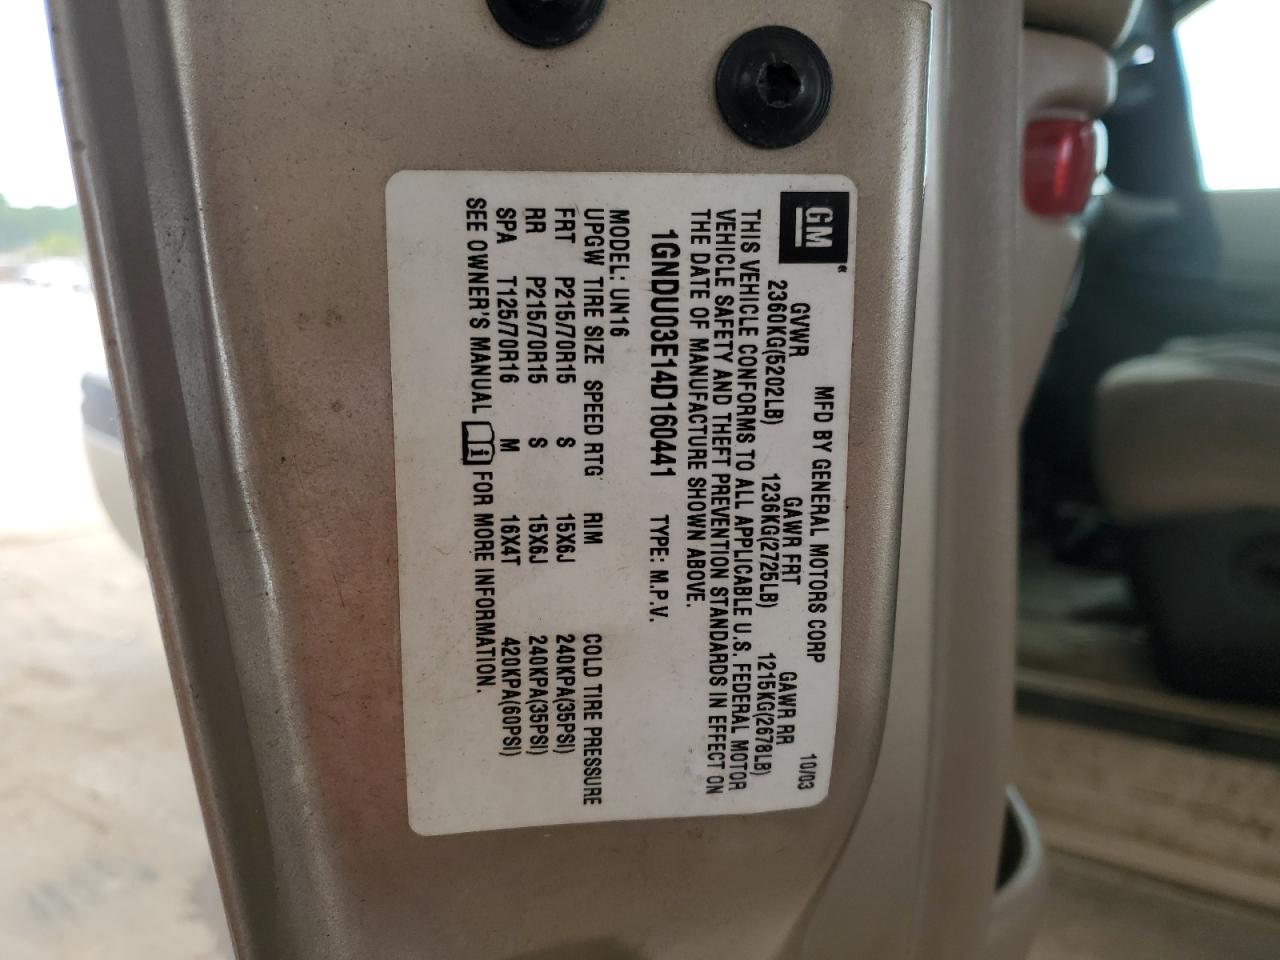 GM®
MFD BY GENERAL MOTORS CORP 10/03
GVWR GAWR FRT GAWR RR
2360KG(5202LB) 1236KG(2725LB) 1215KG(2678LB)
THIS VEHICLE CONFORMS TO ALL APPLICABLE U.S. FEDERAL MOTOR
VEHICLE SAFETY AND THEFT PREVENTION STANDARDS IN EFFECT ON
THE DATE OF MANUFACTURE SHOWN ABOVE.
1GNDU03E14D160441 TYPE: M.P.V.
MODEL: UN16
UPGW TIRE SIZE SPEED RTG RIM COLD TIRE PRESSURE
FRT P215/70R15 S 15X6J 240KPA(35PSI)
RR P215/70R15 S 15X6J 240KPA(35PSI)
SPA T125/70R16 M 16X4T 420KPA(60PSI)
SEE OWNER'S MANUAL i FOR MORE INFORMATION.